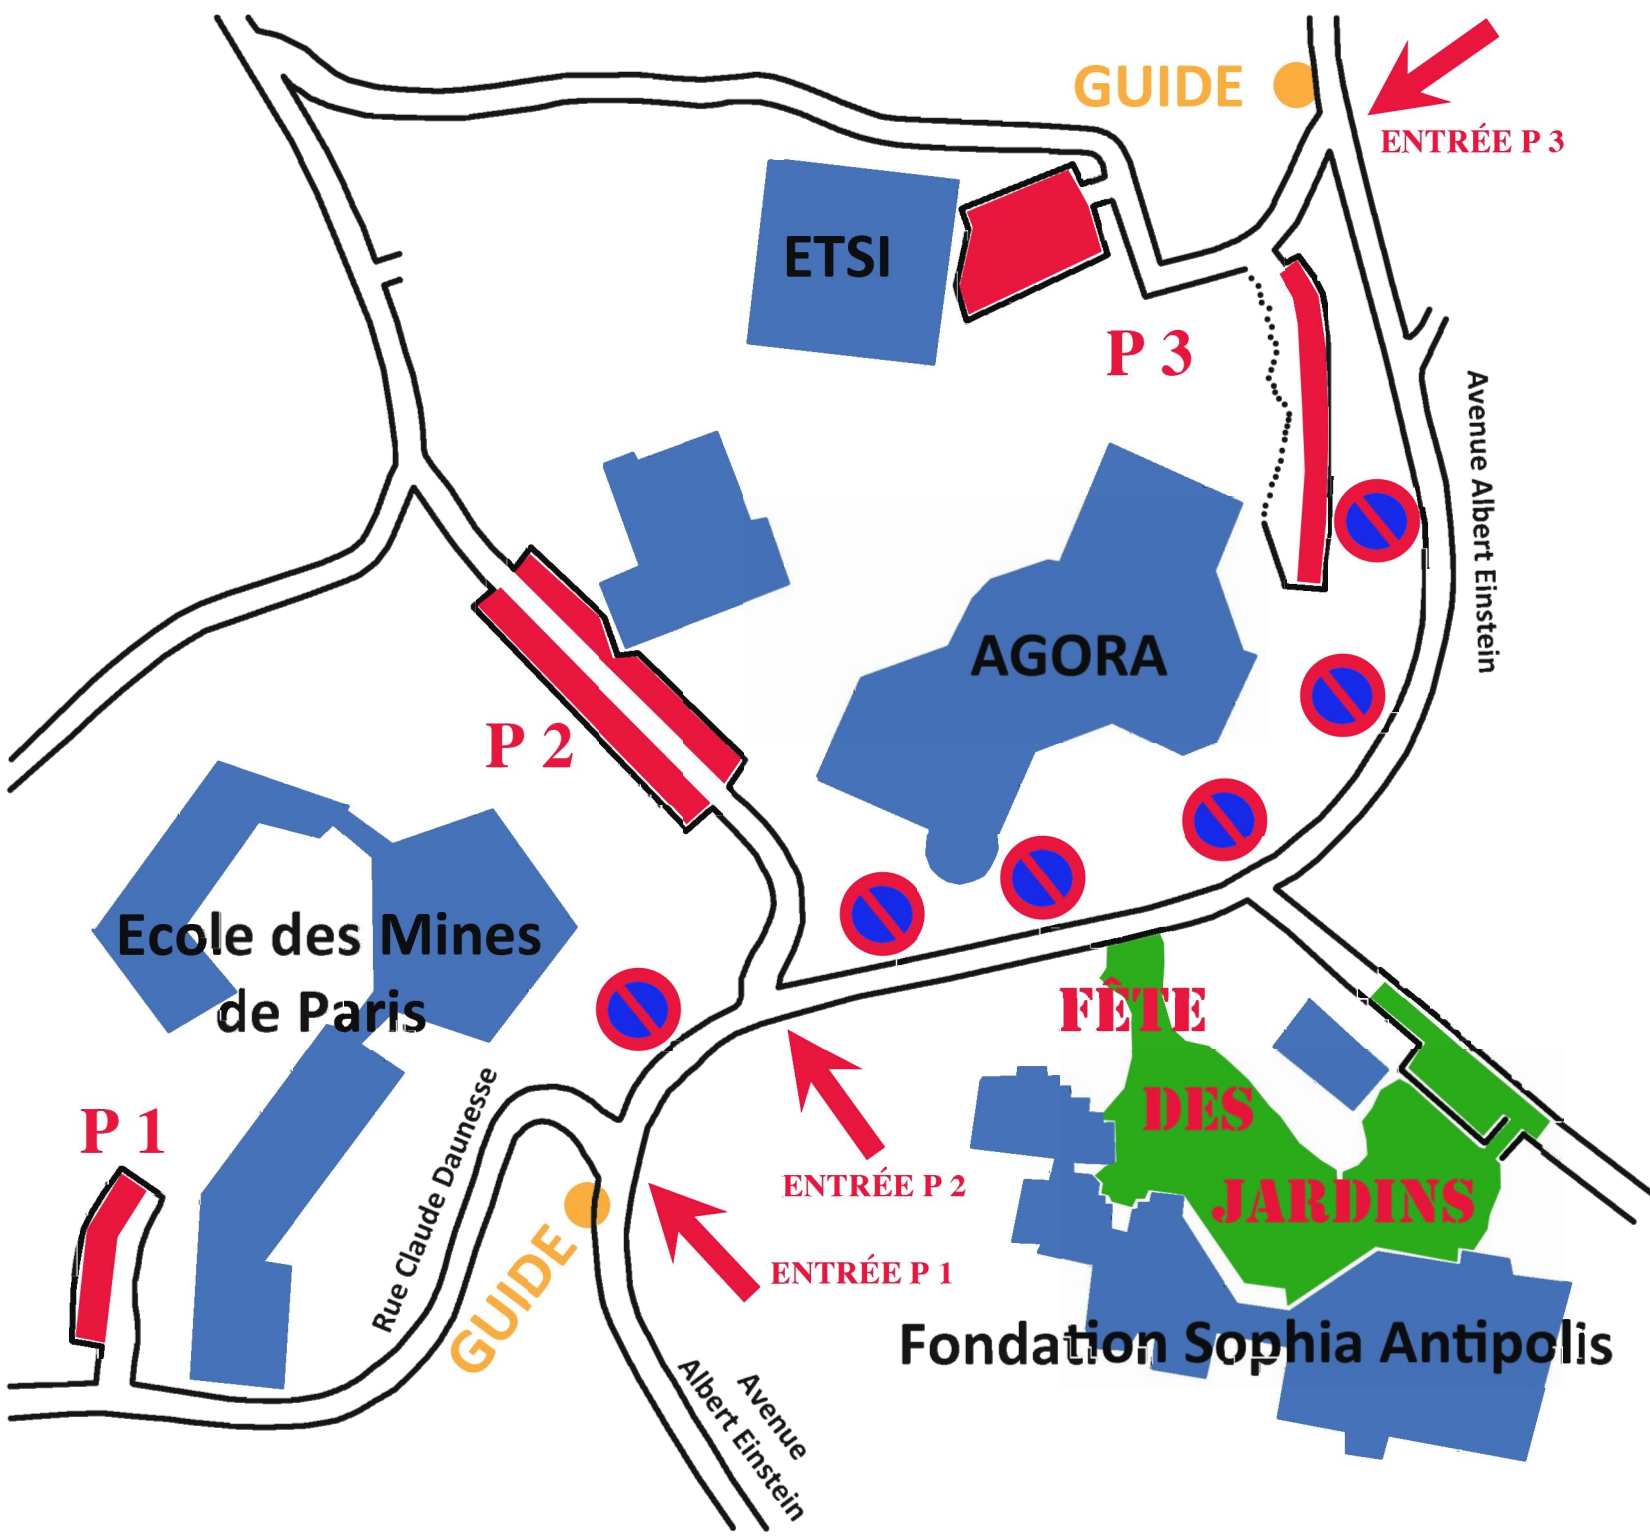 GUIDE
ENTRÉE P 3
ETSI
P 3
Avenue Albert Einstein
AGORA
P 2
Ecole des Mines
de Paris
FÊTE
DES
JARDINS
P 1
Rue Claude Daunesse
ENTRÉE P 2
GUIDE
ENTRÉE P 1
Fondation Sophia Antipolis
Avenue
Albert Einstein